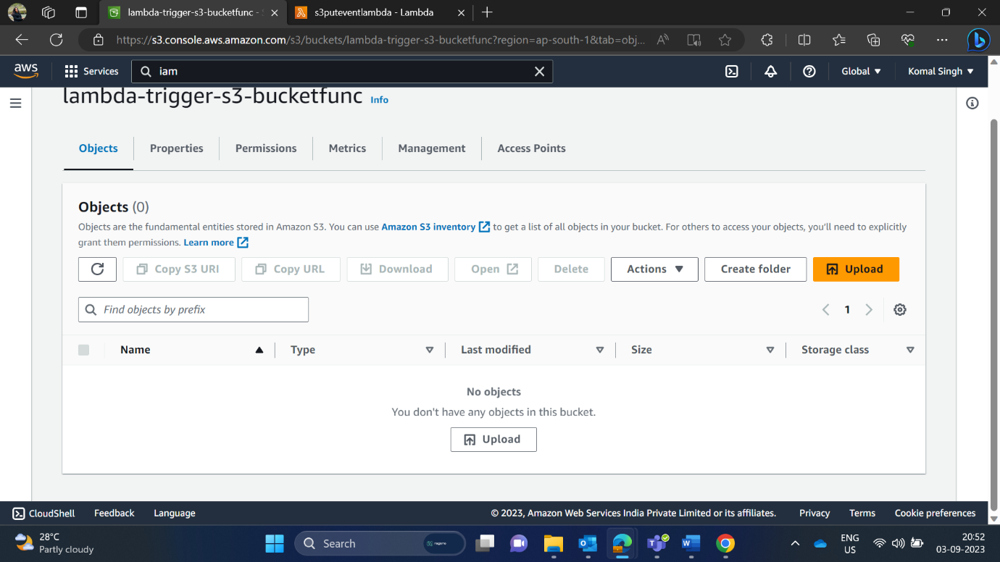 lambda-trigger-s3-bucketfunc - S
s3puteventlambda - Lambda
https://s3.console.aws.amazon.com/s3/buckets/lambda-trigger-s3-bucketfunc?region=ap-south-1&tab=obj...
aws
Services
iam
Global
Komal Singh
lambda-trigger-s3-bucketfunc Info
Objects
Properties
Permissions
Metrics
Management
Access Points
Objects (0)
Objects are the fundamental entities stored in Amazon S3. You can use Amazon S3 inventory to get a list of all objects in your bucket. For others to access your objects, you'll need to explicitly
grant them permissions. Learn more
Copy S3 URI
Copy URL
Download
Open
Delete
Actions
Create folder
Upload
Find objects by prefix
1
Name
Type
Last modified
Size
Storage class
No objects
You don't have any objects in this bucket.
Upload
CloudShell
Feedback
Language
© 2023, Amazon Web Services India Private Limited or its affiliates.
Privacy
Terms
Cookie preferences
28°C
Partly cloudy
Search
ENG
US
20:52
03-09-2023